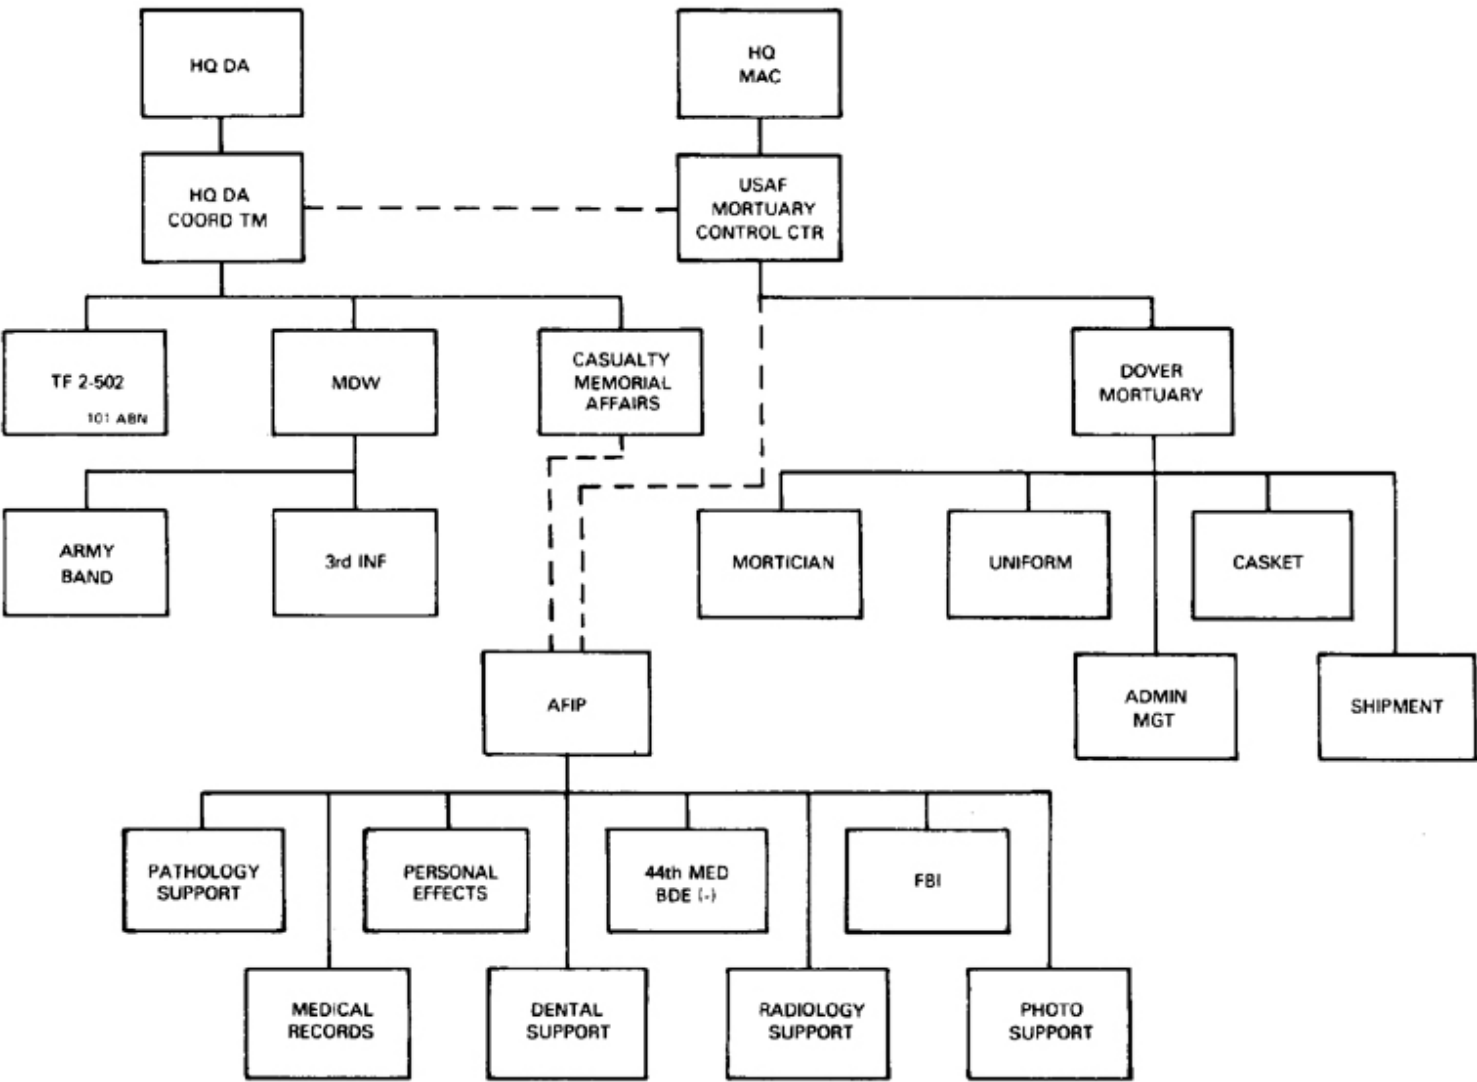 HQ DA
HQ
MAC
HQ DA
COORD TM
USAF
MORTUARY
CONTROL CTR
TF 2-502
101 ABN
MDW
CASUALTY
MEMORIAL
AFFAIRS
DOVER
MORTUARY
ARMY
BAND
3rd INF
MORTICIAN
UNIFORM
CASKET
AFIP
ADMIN
MGT
SHIPMENT
PATHOLOGY
SUPPORT
PERSONAL
EFFECTS
44th MED
BDE (-)
FBI
MEDICAL
RECORDS
DENTAL
SUPPORT
RADIOLOGY
SUPPORT
PHOTO
SUPPORT